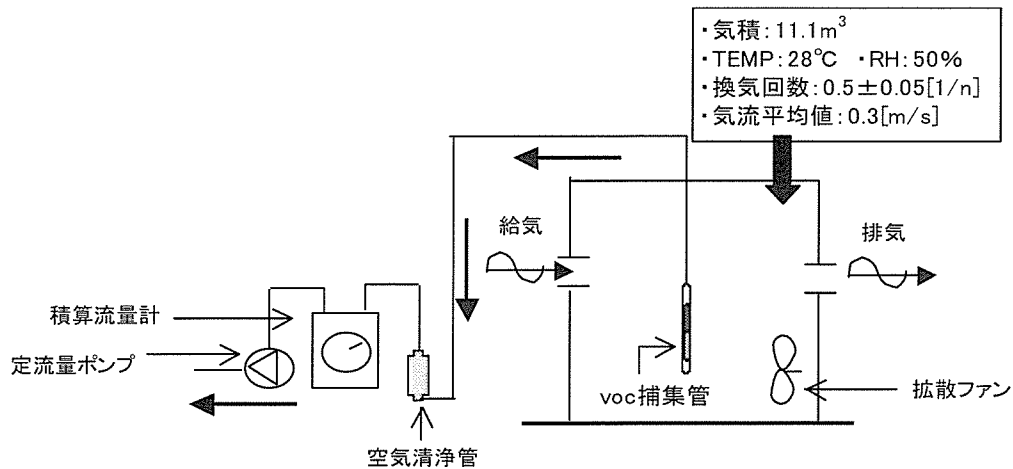 ・気積:11.1m³
・TEMP:28℃ ・RH:50%
・換気回数:0.5±0.05[1/n]
・気流平均値:0.3[m/s]
給気
排気
積算流量計
定流量ポンプ
voc捕集管
拡散ファン
空気清浄管